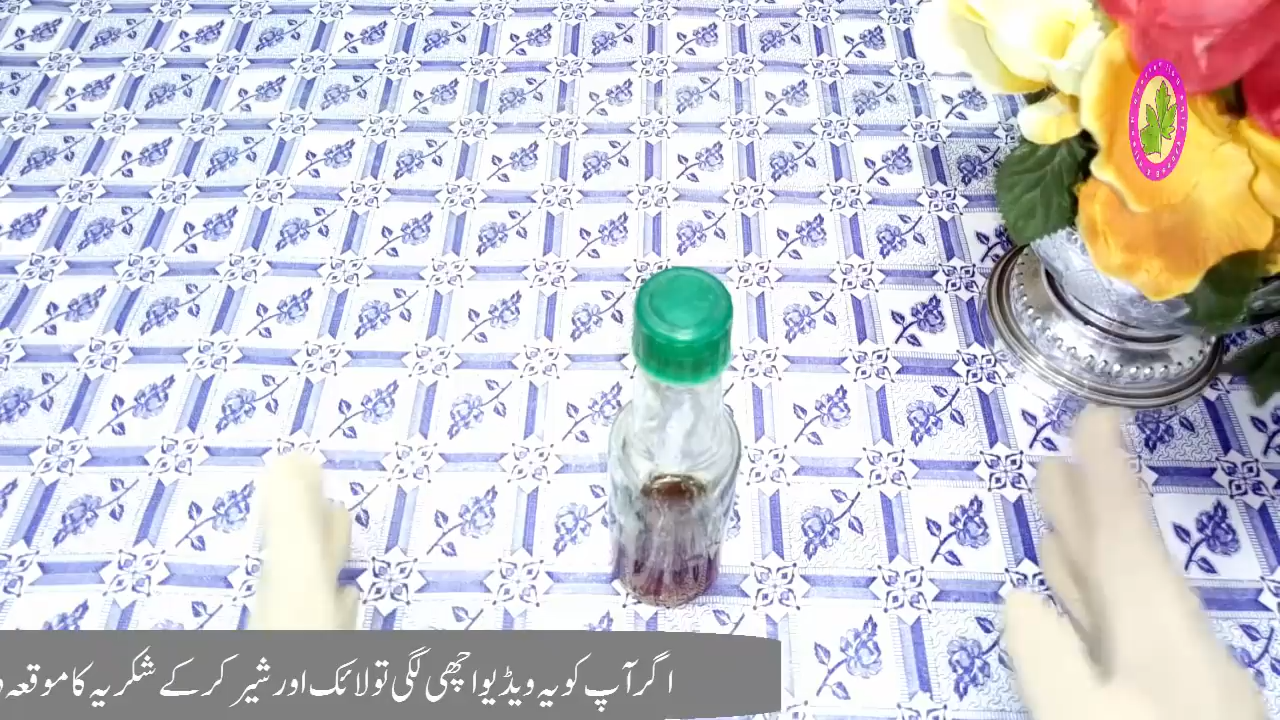 اگر آپ کو یہ ویڈیو اچھی لگی تو لائک اور شیر کر کے شکریہ کا موقعہ